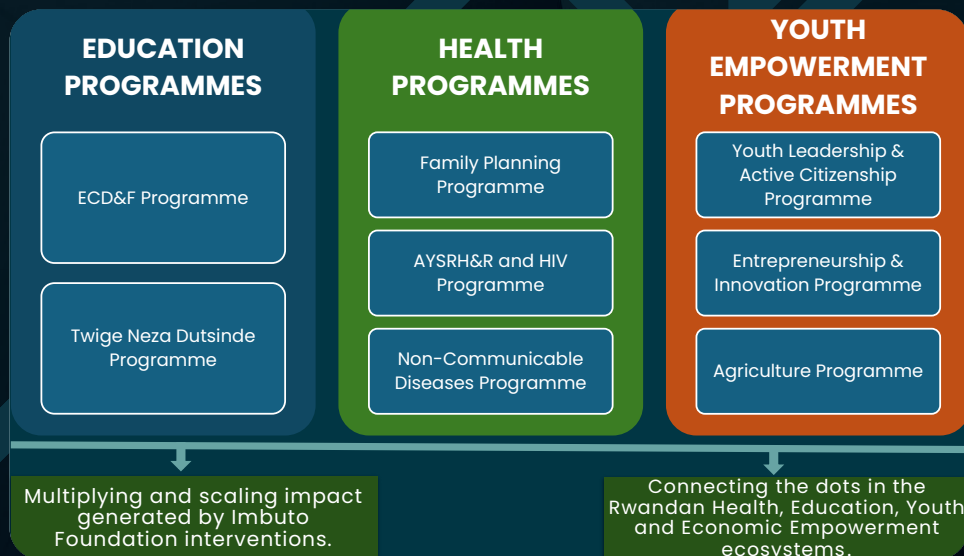 EDUCATION
PROGRAMMES
ECD&F Programme
Twige Neza Dutsinde
Programme
HEALTH
PROGRAMMES
Family Planning
Programme
AYSRH&R and HIV
Programme
Non-Communicable
Diseases Programme
YOUTH
EMPOWERMENT
PROGRAMMES
Youth Leadership &
Active Citizenship
Programme
Entrepreneurship &
Innovation Programme
Agriculture Programme
Multiplying and scaling impact
generated by Imbuto
Foundation interventions.
Connecting the dots in the
Rwandan Health, Education, Youth
and Economic Empowerment
ecosystems.